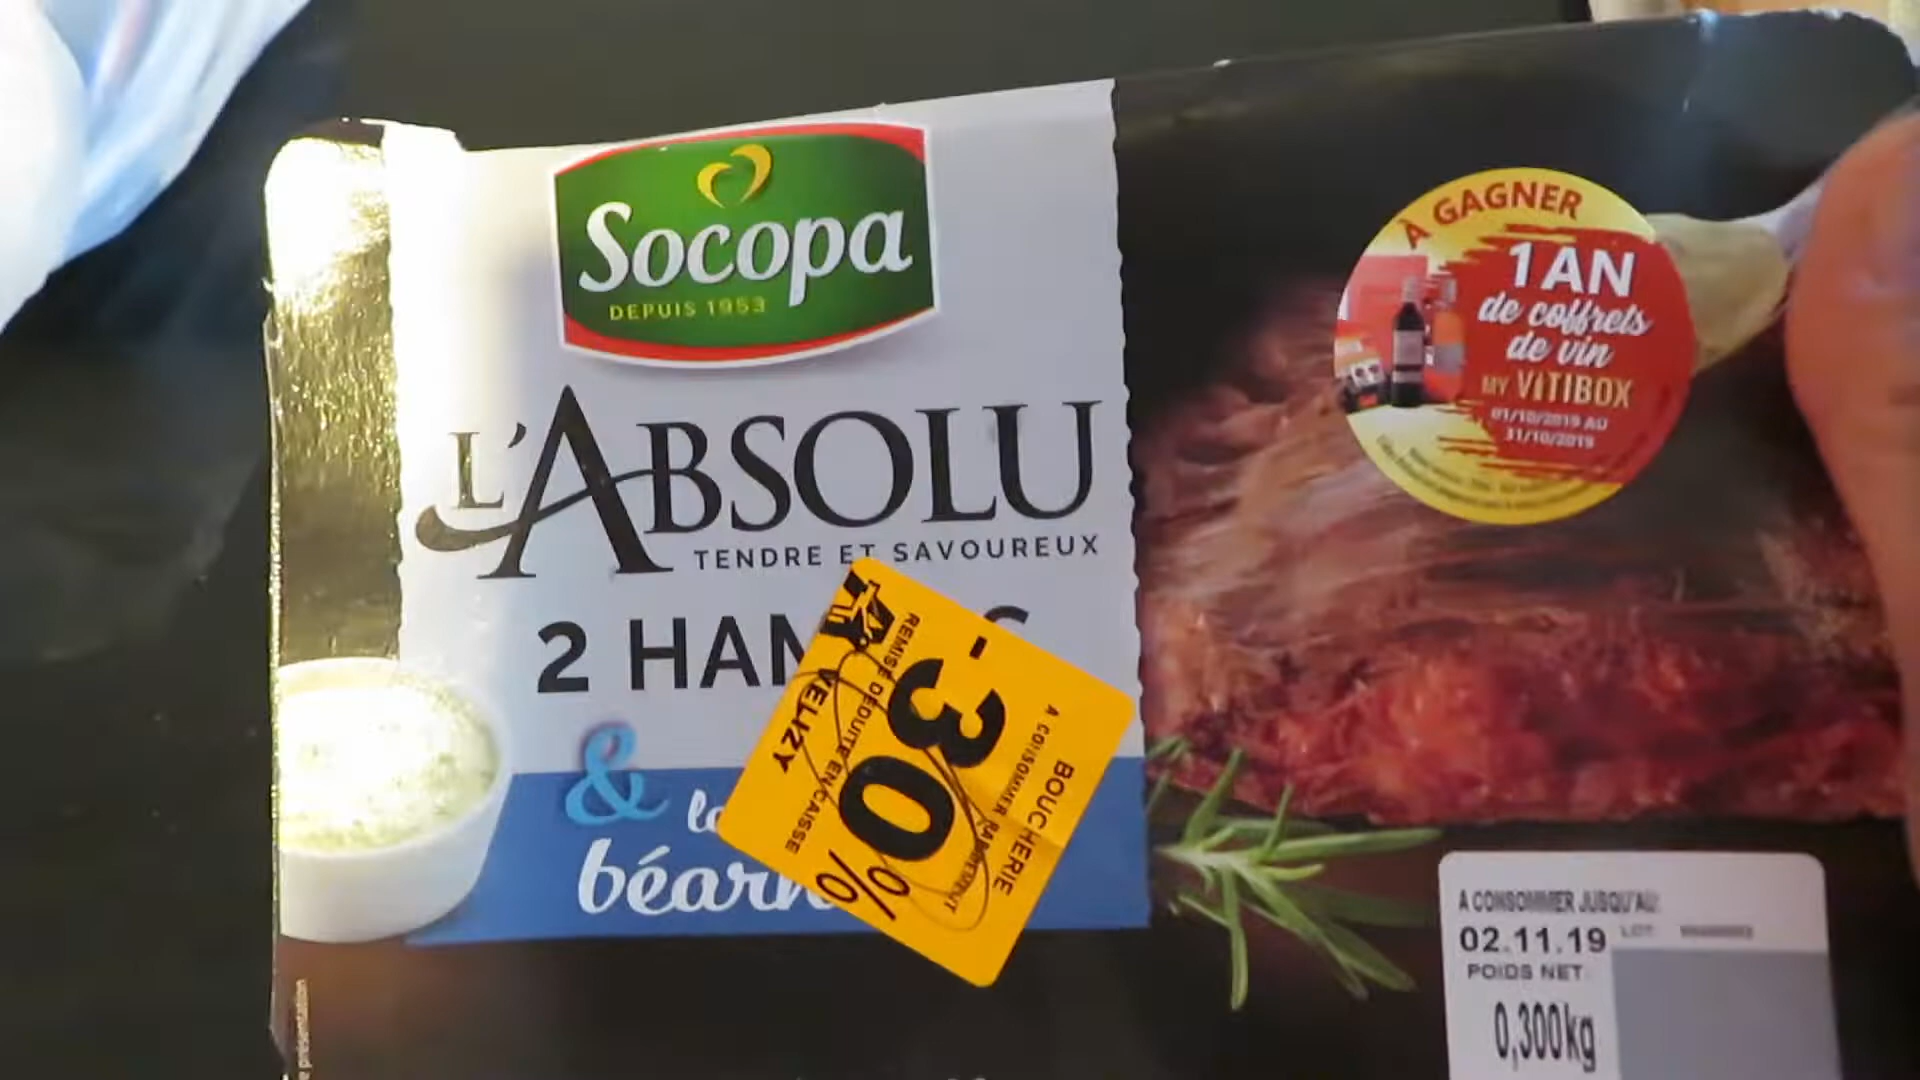 Socopa
DEPUIS 1953
L'ABSOLU
TENDRE ET SAVOUREUX
2 HAM
&
béarn
-30%
REMISE DÉDUITE EN CAISSE
VELIZY
BOUCHERIE
A CONSOMMER RAPIDEMENT
À GAGNER
1 AN
de coffrets
de vin
MY VITIBOX
01/10/2019 AU
31/10/2019
A CONSOMMER JUSQU'AU:
02.11.19
LOT
POIDS NET
0,300kg